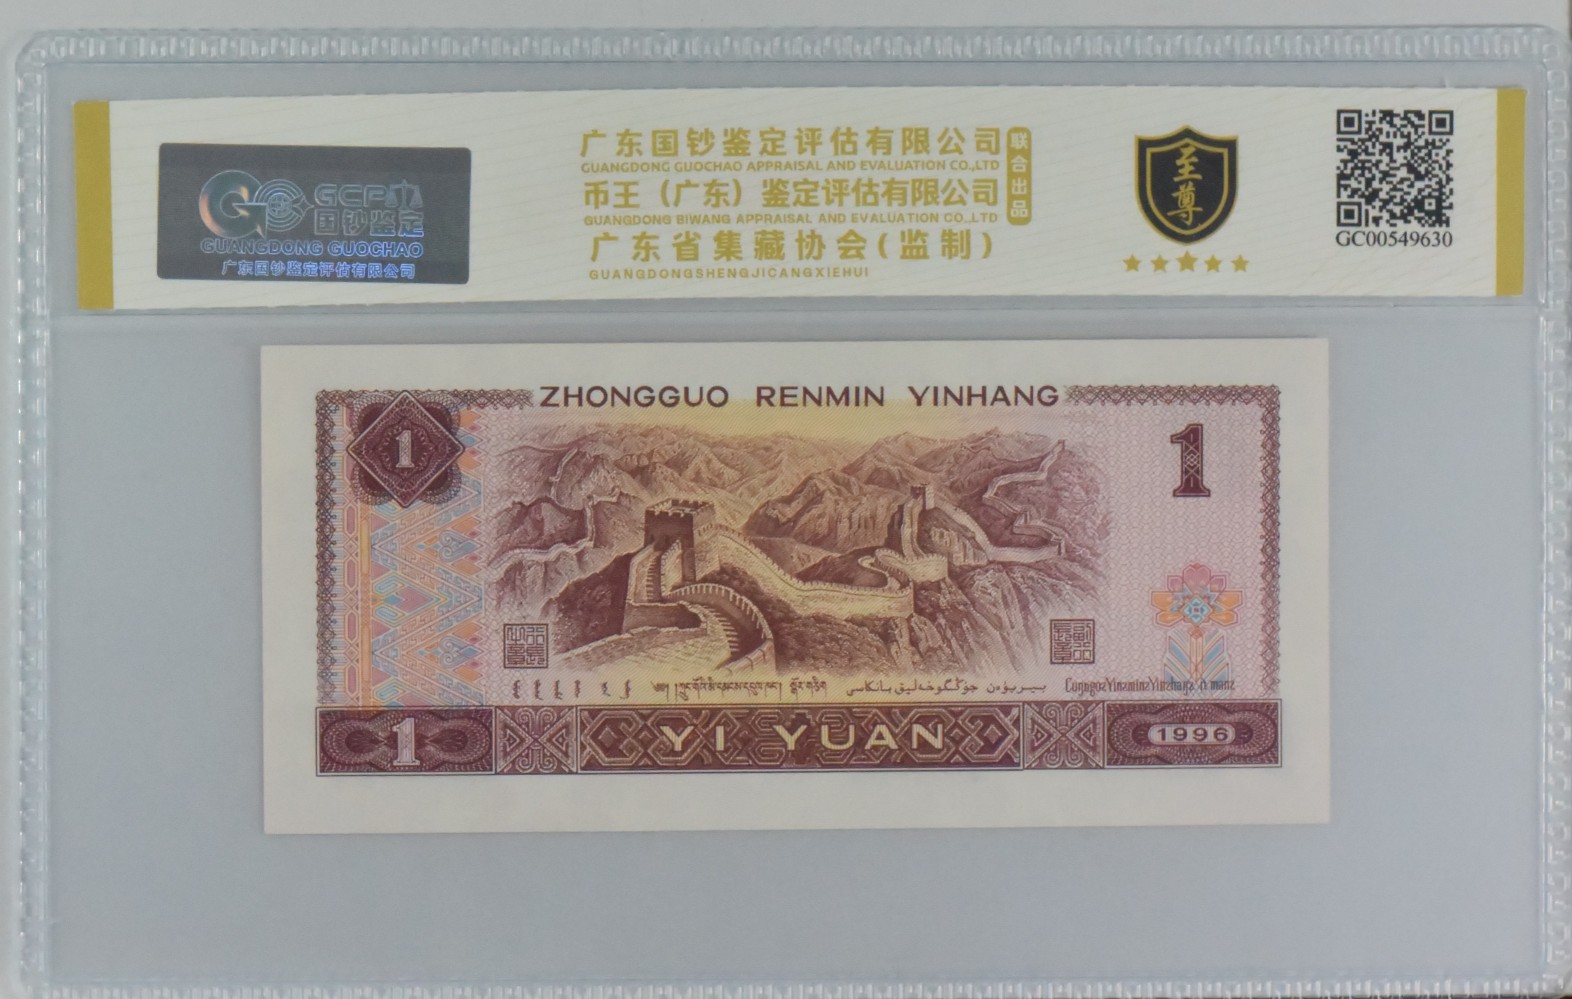 GCP
国钞鉴定
GUANGDONG GUOCHAO
广东国钞鉴定评估有限公司
广东国钞鉴定评估有限公司
GUANGDONG GUOCHAO APPRAISAL AND EVALUATION CO.,LTD
币王（广东）鉴定评估有限公司
GUANGDONG BIWANG APPRAISAL AND EVALUATION CO.,LTD
广东省集藏协会(监制)
GUANGDONGSHENGJICANGXIEHUI
联合出品
至尊
GC00549630
ZHONGGUO RENMIN YINHANG
1
1
1
YI YUAN
1996